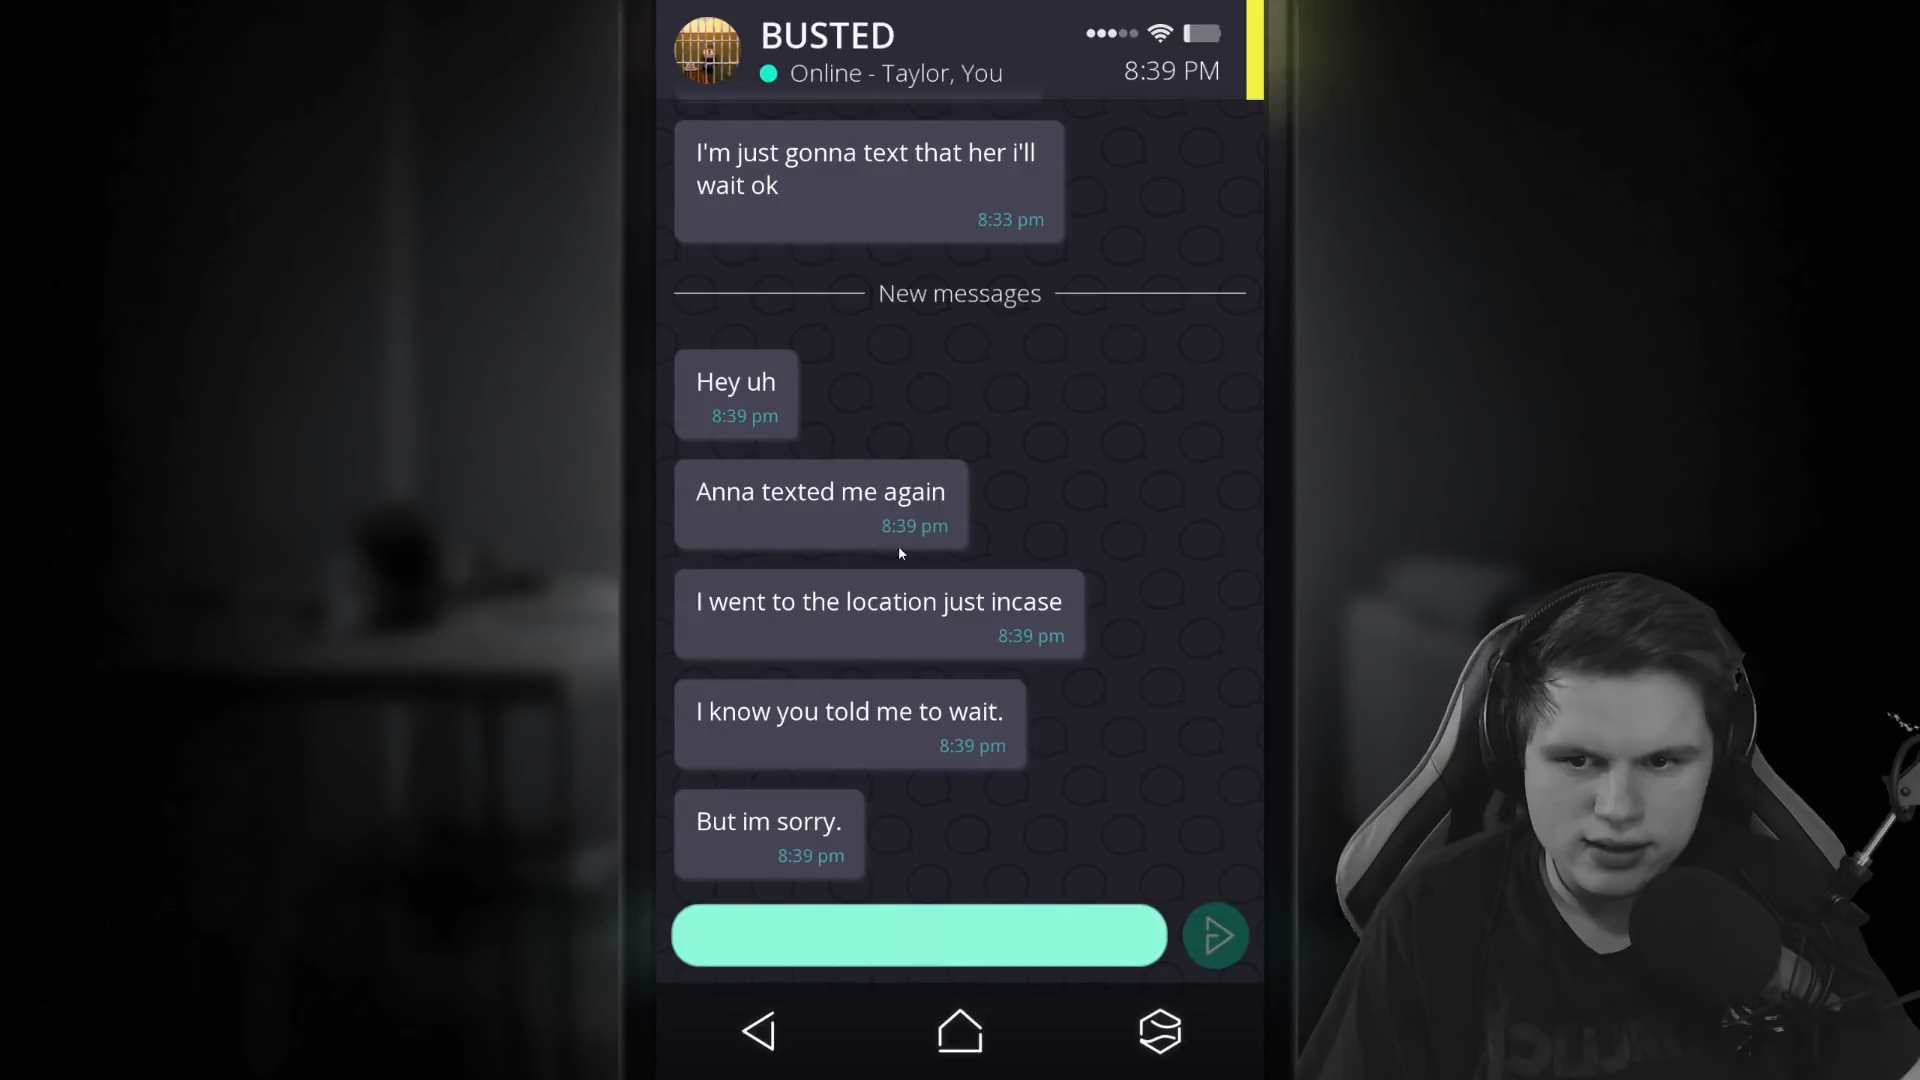 BUSTED
Online - Taylor, You
8:39 PM
I'm just gonna text that her i'll
wait ok
8:33 pm
New messages
Hey uh
8:39 pm
Anna texted me again
8:39 pm
I went to the location just incase
8:39 pm
I know you told me to wait.
8:39 pm
But im sorry.
8:39 pm